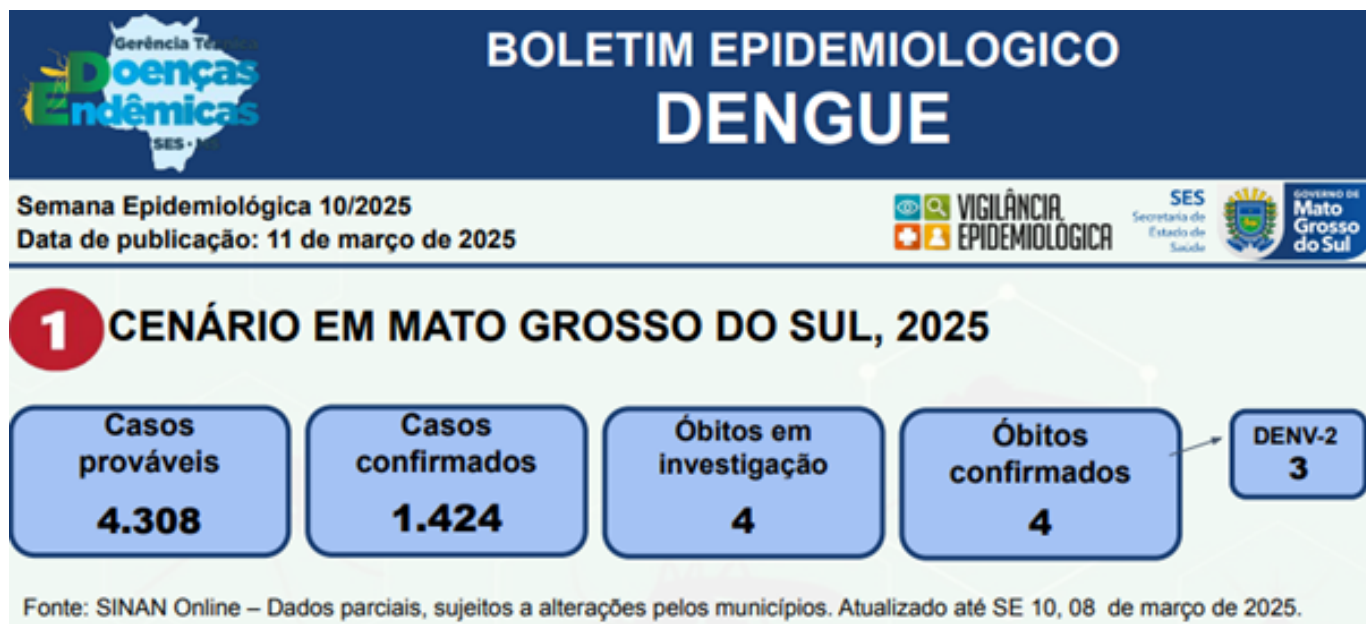 Gerência Técnica
Doenças
Endêmicas
SES - MS
BOLETIM EPIDEMIOLOGICO
DENGUE
Semana Epidemiológica 10/2025
Data de publicação: 11 de março de 2025
VIGILÂNCIA
EPIDEMIOLÓGICA
SES
Secretaria de
Estado de
Saúde
GOVERNO DE
Mato
Grosso
do Sul
1 CENÁRIO EM MATO GROSSO DO SUL, 2025
Casos
prováveis
4.308
Casos
confirmados
1.424
Óbitos em
investigação
4
Óbitos
confirmados
4
DENV-2
3
Fonte: SINAN Online – Dados parciais, sujeitos a alterações pelos municípios. Atualizado até SE 10, 08 de março de 2025.